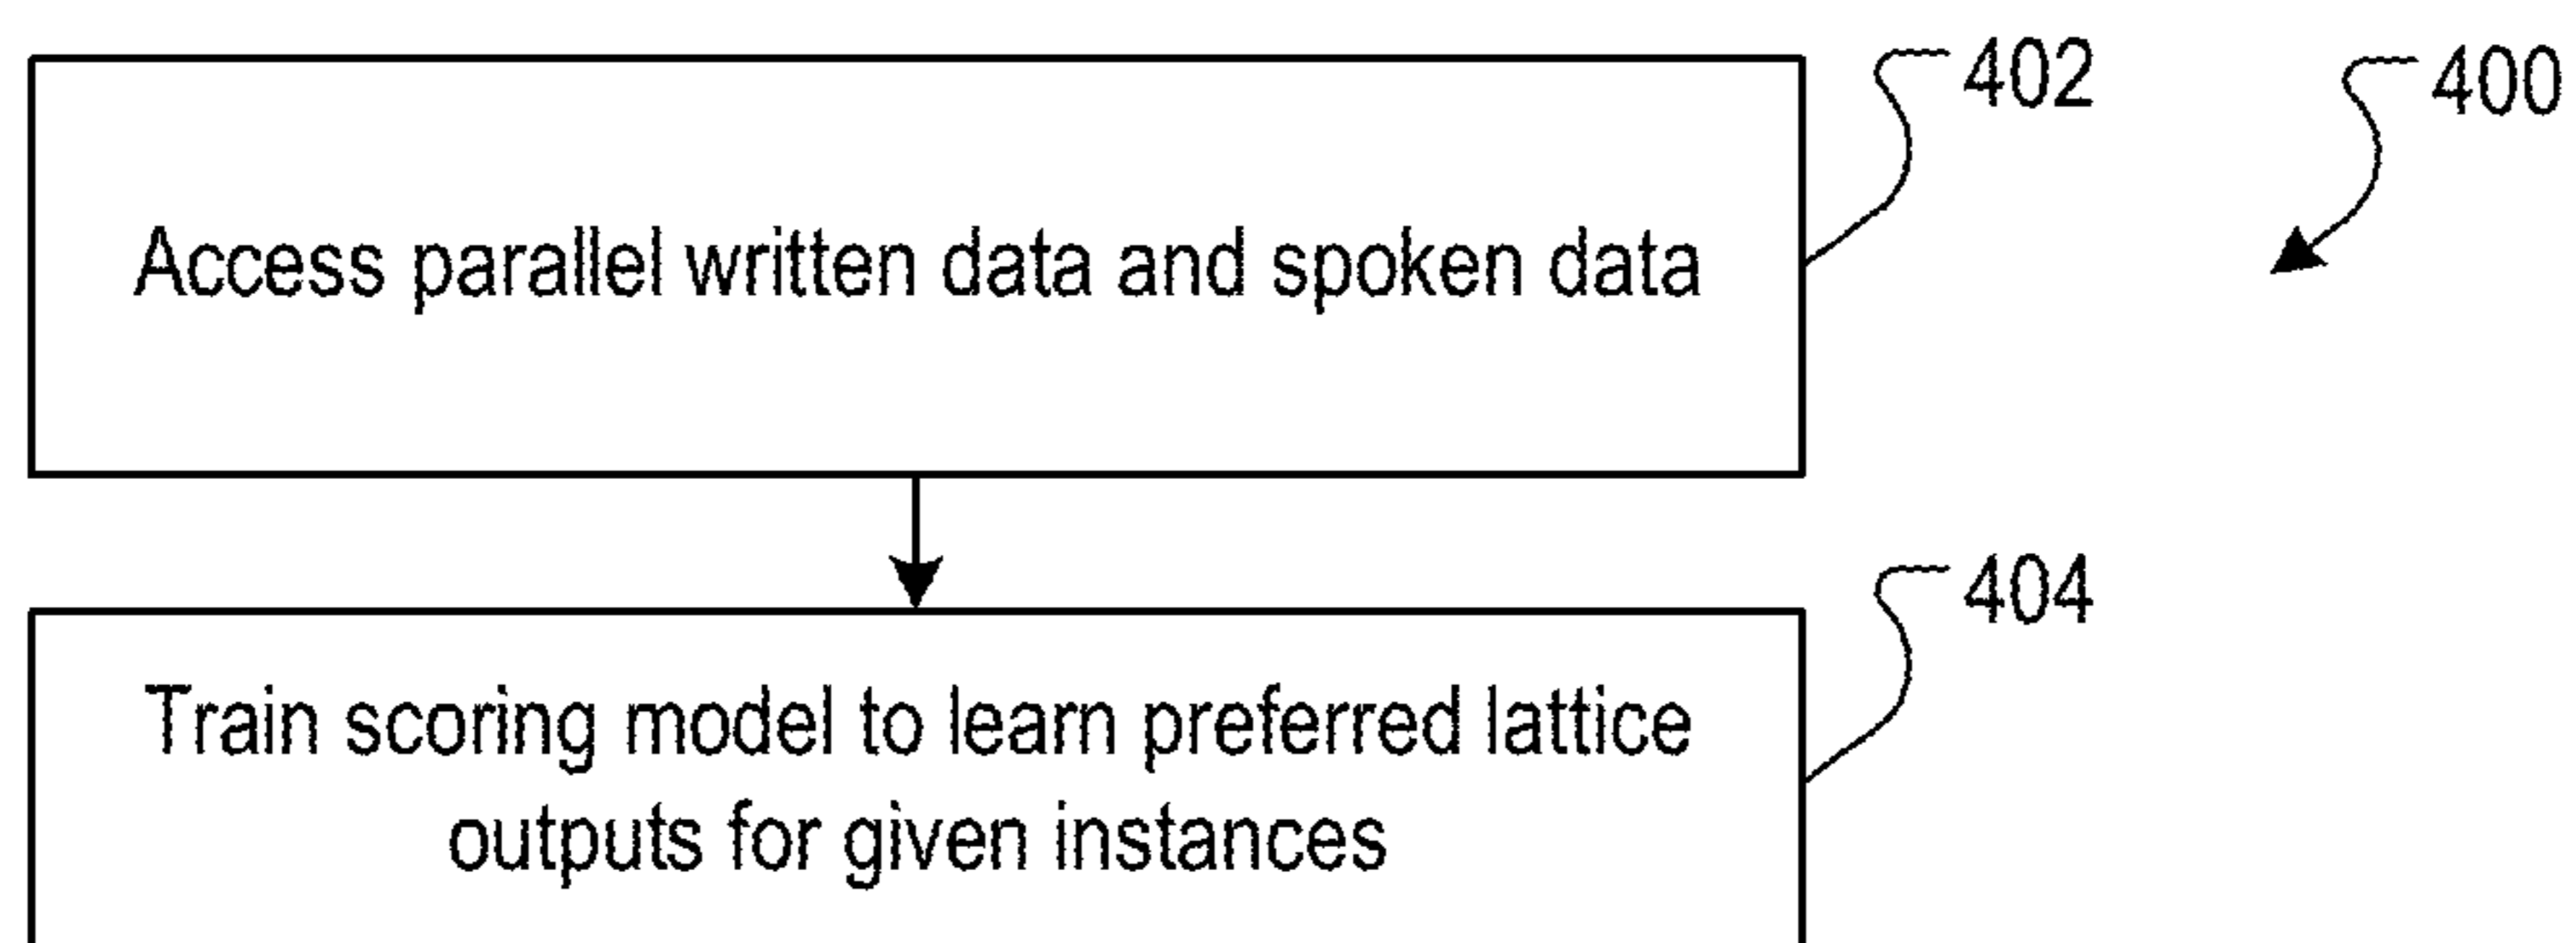 402
400
Access parallel written data and spoken data
404
Train scoring model to learn preferred lattice
outputs for given instances